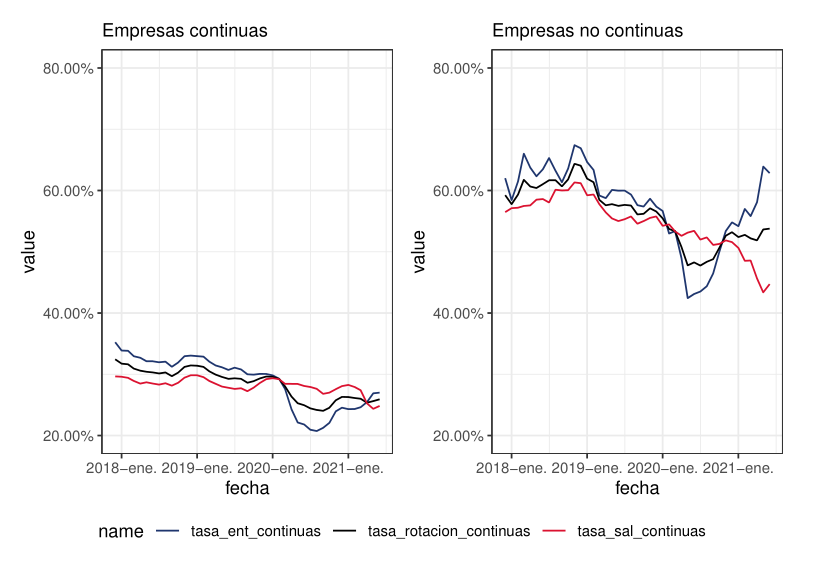 Empresas continuas
Empresas no continuas
80.00%
60.00%
40.00%
20.00%
value
2018−ene. 2019−ene. 2020−ene. 2021−ene.
fecha
80.00%
60.00%
40.00%
20.00%
value
2018−ene. 2019−ene. 2020−ene. 2021−ene.
fecha
name tasa_ent_continuas tasa_rotacion_continuas tasa_sal_continuas